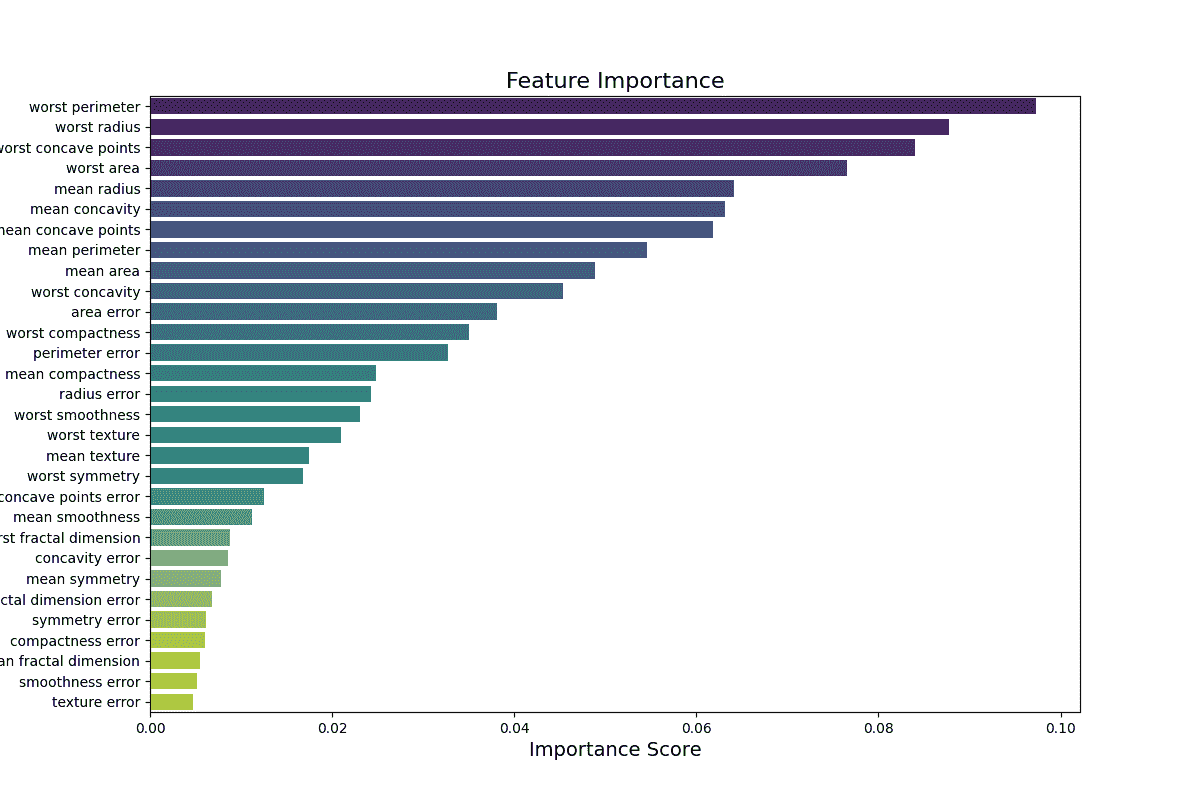 Feature Importance
worst perimeter
worst radius
worst concave points
worst area
mean radius
mean concavity
mean concave points
mean perimeter
mean area
worst concavity
area error
worst compactness
perimeter error
mean compactness
radius error
worst smoothness
worst texture
mean texture
worst symmetry
concave points error
mean smoothness
rst fractal dimension
concavity error
mean symmetry
ctal dimension error
symmetry error
compactness error
an fractal dimension
smoothness error
texture error
0.00 0.02 0.04 0.06 0.08 0.10
Importance Score